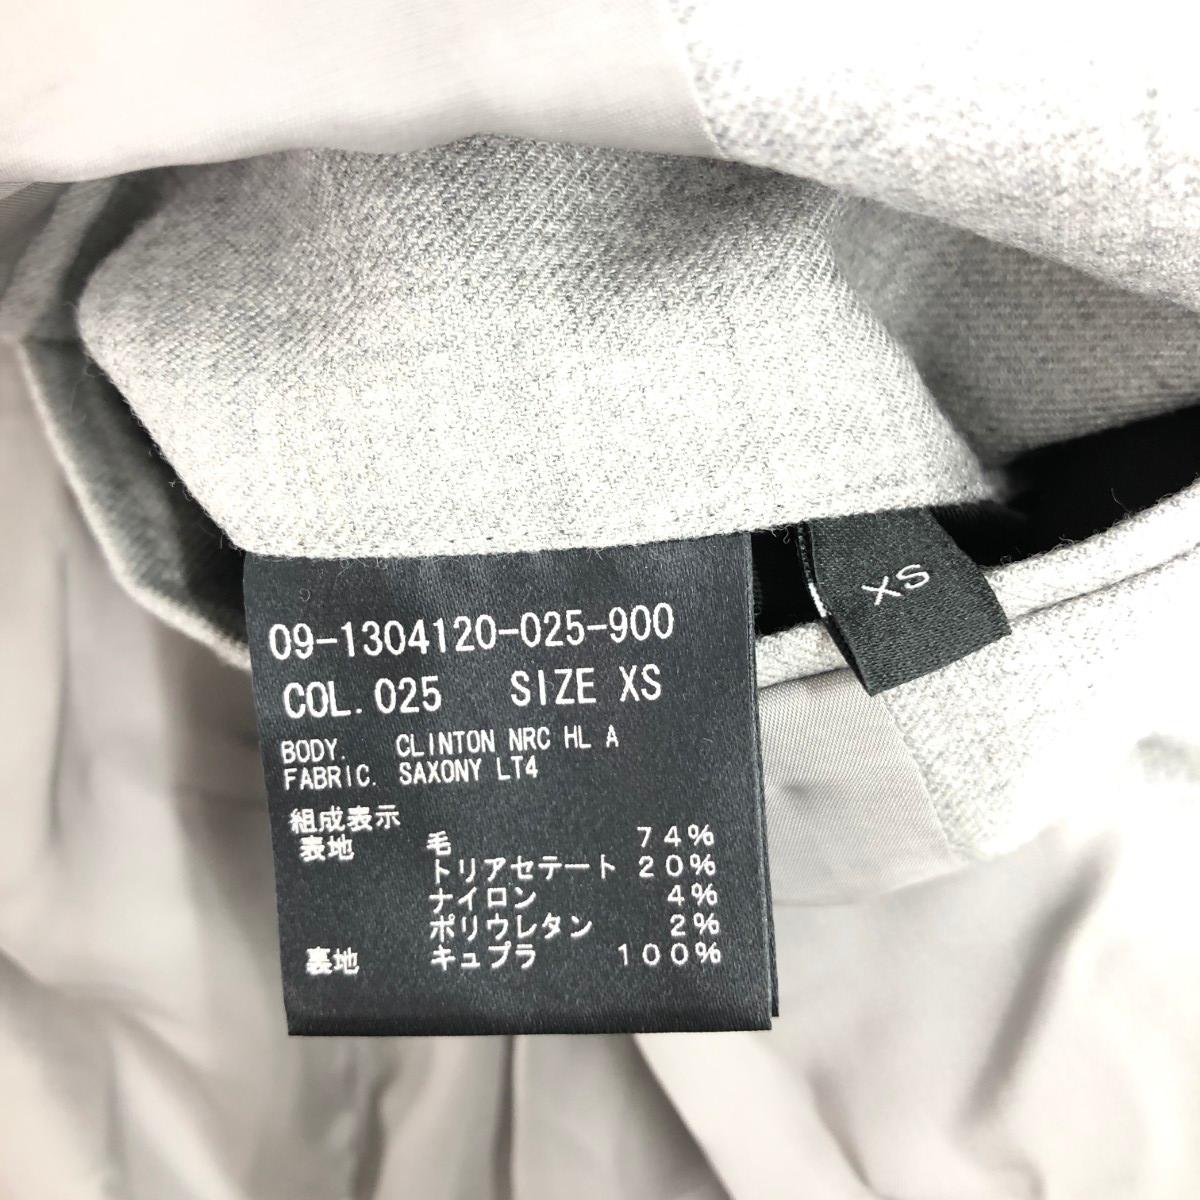 09-1304120-025-900
COL. 025 SIZE XS
BODY. CLINTON NRC HL A
FABRIC. SAXONY LT4
組成表示
表地 毛 74%
トリアセテート 20%
ナイロン 4%
ポリウレタン 2%
裏地 キュプラ 100%
XS